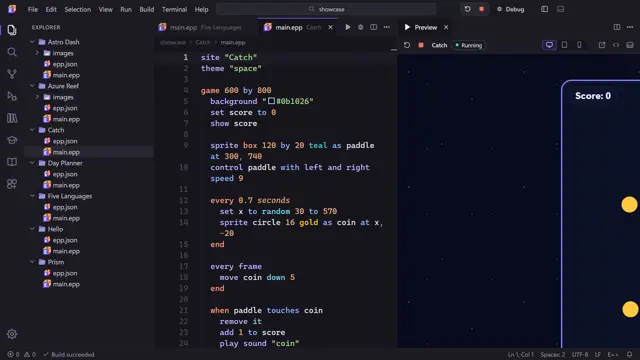 File Edit Selection View Run Build Terminal Help
showcase
Debug
EXPLORER
Astro Dash
images
epp.json
main.epp
Azure Reef
images
epp.json
main.epp
Catch
epp.json
main.epp
Day Planner
epp.json
main.epp
Five Languages
epp.json
main.epp
Hello
epp.json
main.epp
Prism
epp.json
main.epp
main.epp Five Languages
main.epp Catch
showcase > Catch > main.epp
1 site "Catch"
2 theme "space"
3
4 game 600 by 800
5 background "#0b1026"
6 set score to 0
7 show score
8
9 sprite box 120 by 20 teal as paddle
at 300, 740
10 control paddle with left and right
speed 9
11
12 every 0.7 seconds
13 set x to random 30 to 570
14 sprite circle 16 gold as coin at x,
-20
15 end
16
17 every frame
18 move coin down 5
19 end
20
21 when paddle touches coin
22 remove it
23 add 1 to score
24 play sound "coin"
Preview
Catch Running
Score: 0
0 0 Build succeeded
Ln 1, Col 1 Spaces: 2 UTF-8 LF E++